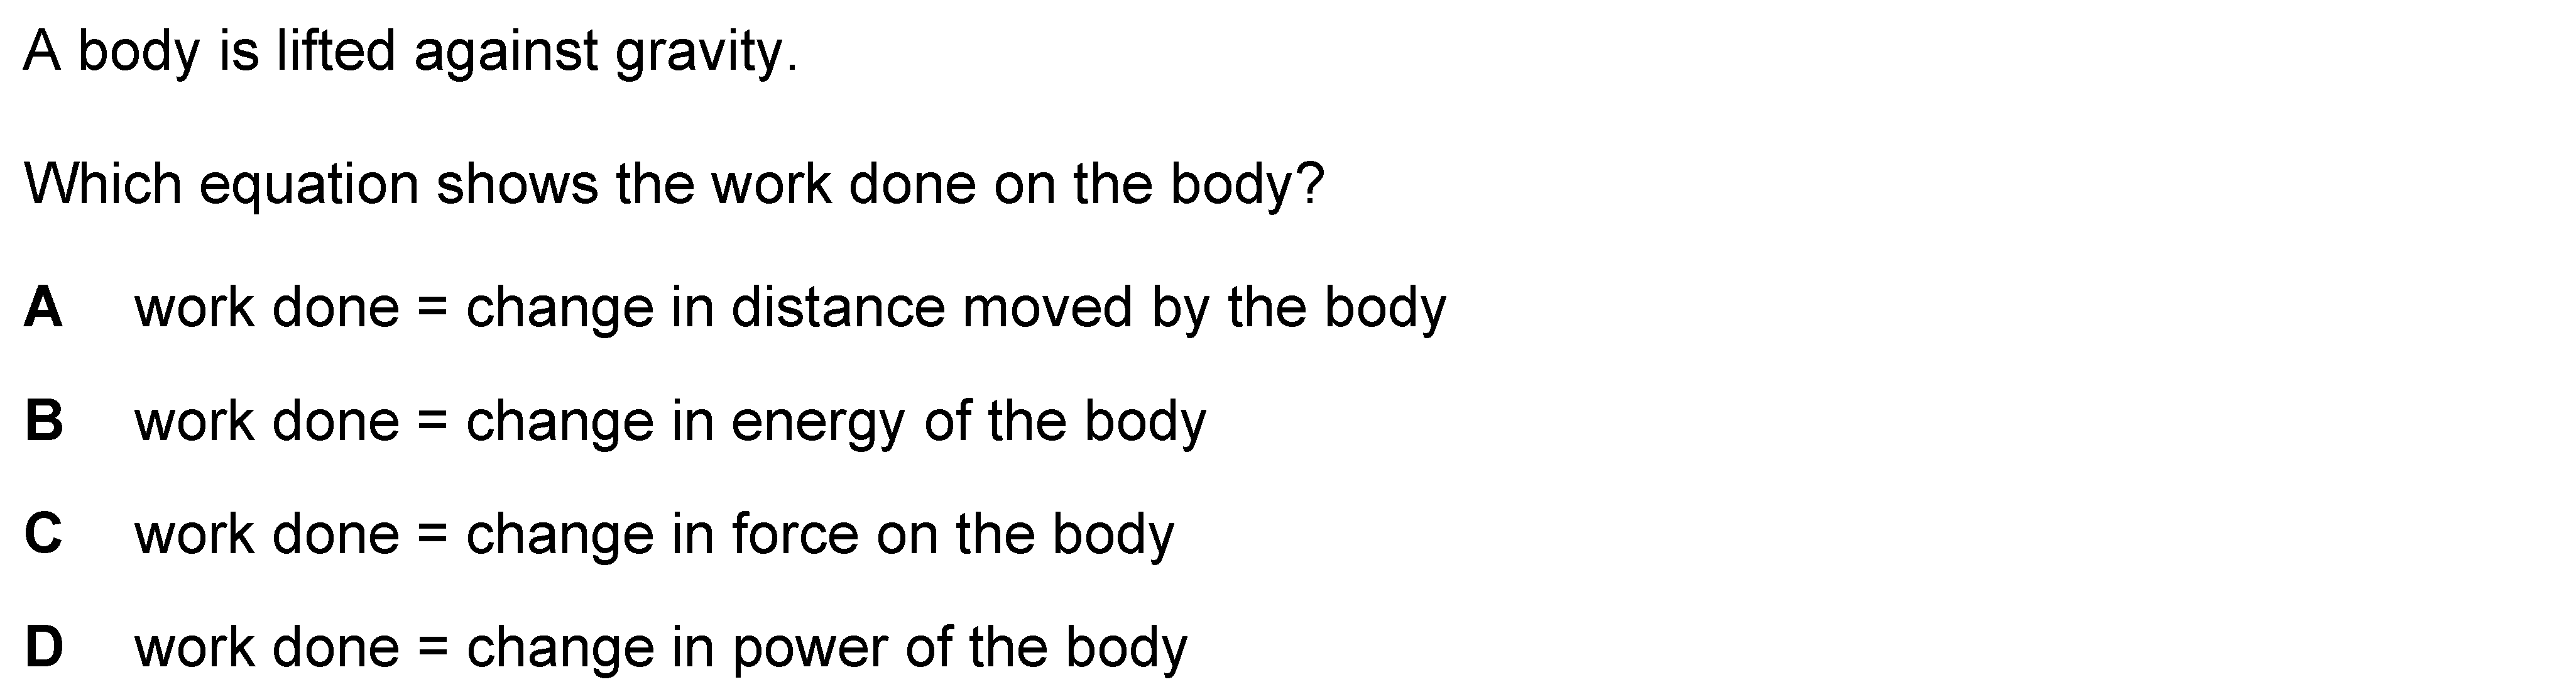 A body is lifted against gravity.
Which equation shows the work done on the body?
A work done = change in distance moved by the body
B work done = change in energy of the body
C work done = change in force on the body
D work done = change in power of the body